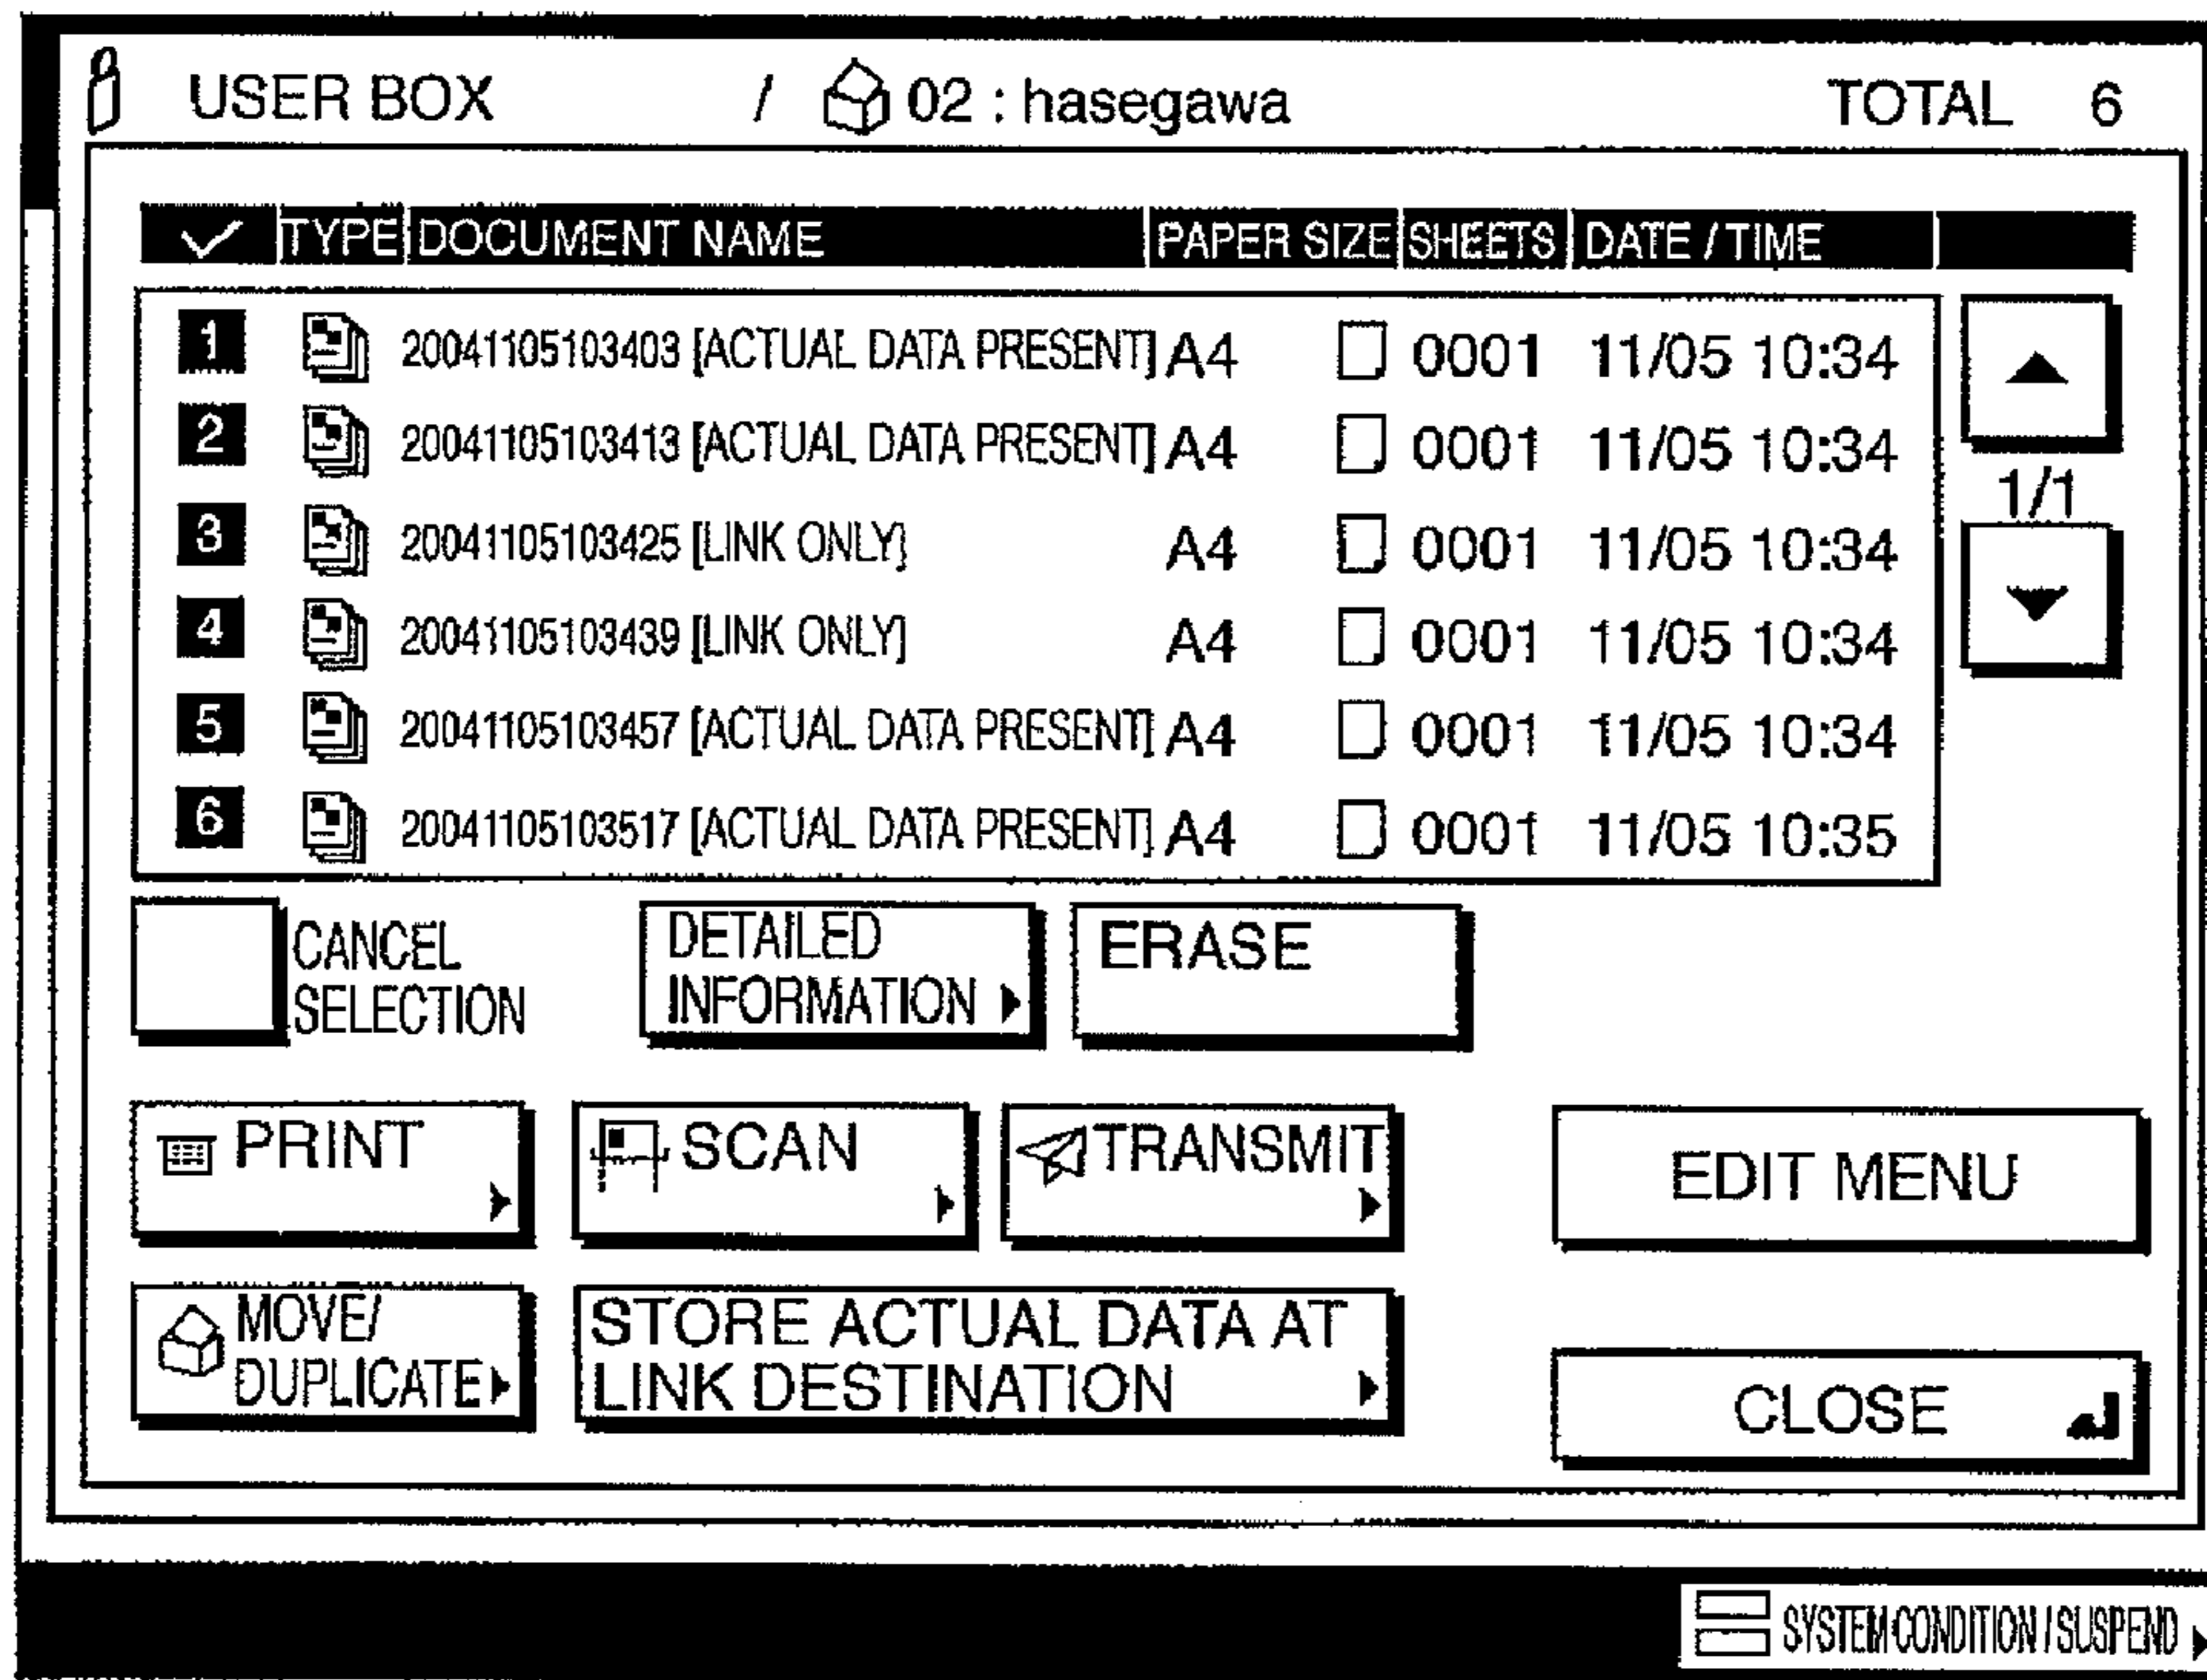 USER BOX / 02 : hasegawa TOTAL 6
TYPE DOCUMENT NAME PAPER SIZE SHEETS DATE / TIME
1 20041105103403 [ACTUAL DATA PRESENT] A4 0001 11/05 10:34
2 20041105103413 [ACTUAL DATA PRESENT] A4 0001 11/05 10:34
1/1
3 20041105103425 [LINK ONLY] A4 0001 11/05 10:34
4 20041105103439 [LINK ONLY] A4 0001 11/05 10:34
5 20041105103457 [ACTUAL DATA PRESENT] A4 0001 11/05 10:34
6 20041105103517 [ACTUAL DATA PRESENT] A4 0001 11/05 10:35
CANCEL
SELECTION
DETAILED
INFORMATION
ERASE
PRINT
SCAN
TRANSMIT
EDIT MENU
MOVE/
DUPLICATE
STORE ACTUAL DATA AT
LINK DESTINATION
CLOSE
SYSTEM CONDITION / SUSPEND